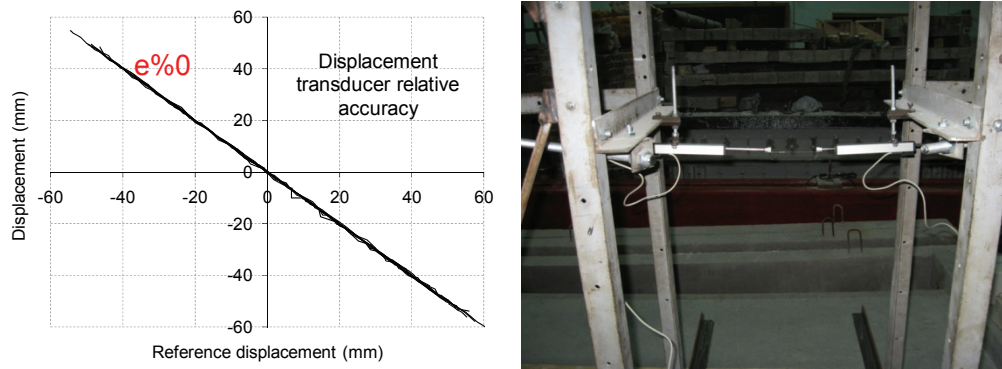 60
40
20
0
-20
-40
-60
-60
-40
-20
0
20
40
60
e%0
Displacement
transducer relative
accuracy
Displacement (mm)
Reference displacement (mm)